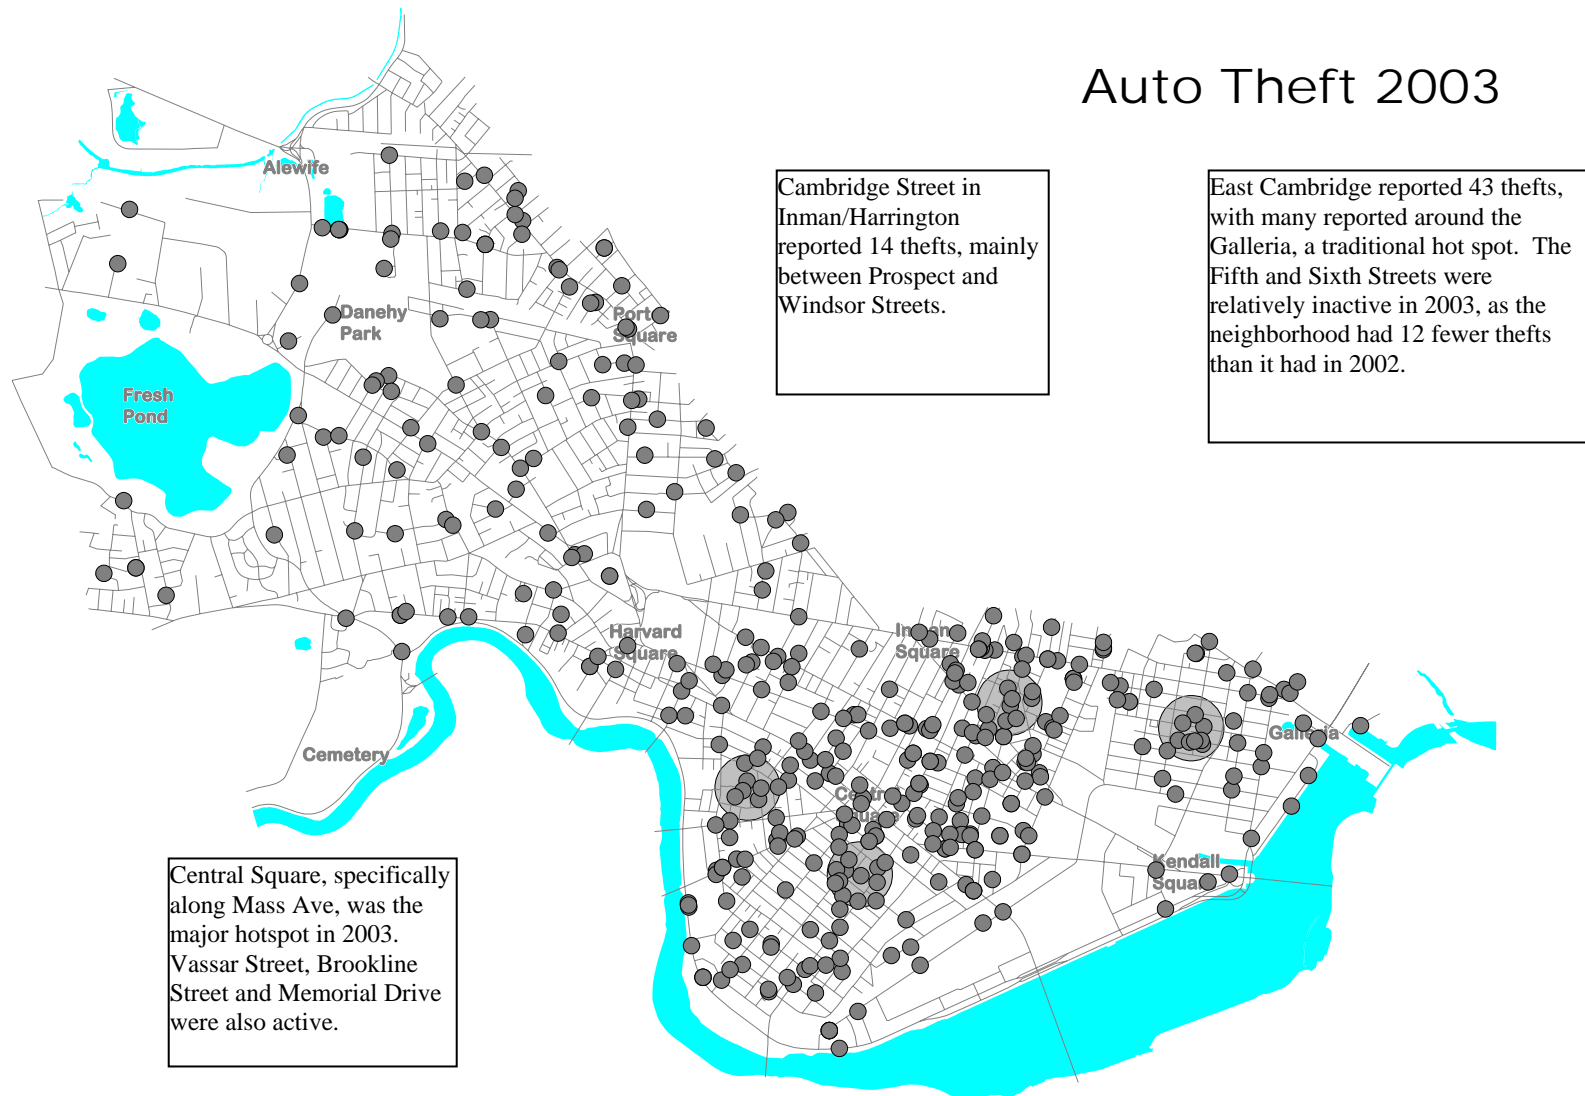 Auto Theft 2003
Cambridge Street in
Inman/Harrington
reported 14 thefts, mainly
between Prospect and
Windsor Streets.
East Cambridge reported 43 thefts,
with many reported around the
Galleria, a traditional hot spot.  The
Fifth and Sixth Streets were
relatively inactive in 2003, as the
neighborhood had 12 fewer thefts
than it had in 2002.
Alewife
Danehy
Park
Porter
Square
Fresh
Pond
Harvard
Square
Inman
Square
Cemetery
Galleria
Central
Square
Kendall
Square
Central Square, specifically
along Mass Ave, was the
major hotspot in 2003.
Vassar Street, Brookline
Street and Memorial Drive
were also active.